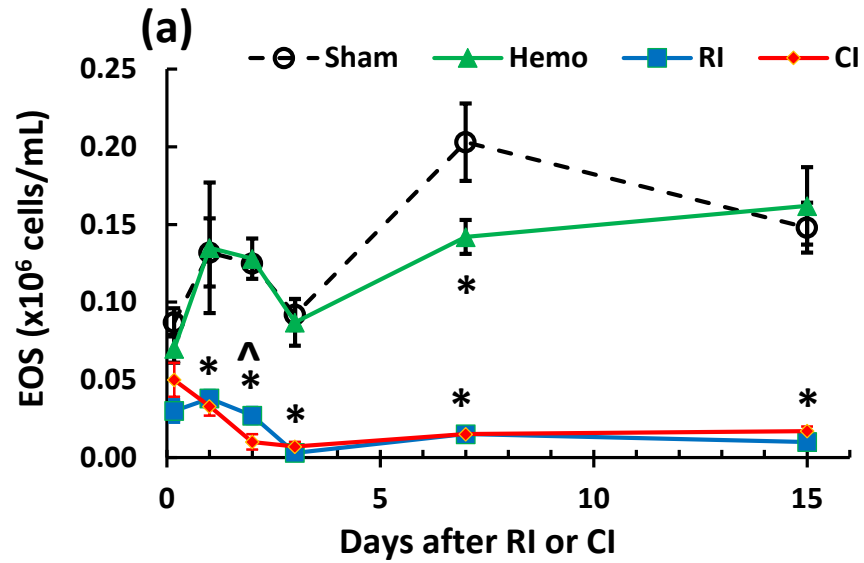 (a)
Sham Hemo RI CI
EOS (x10⁶ cells/mL)
0.25
0.20
0.15
0.10
0.05
0.00
*
^
* * * * *
*
0 5 10 15
Days after RI or CI